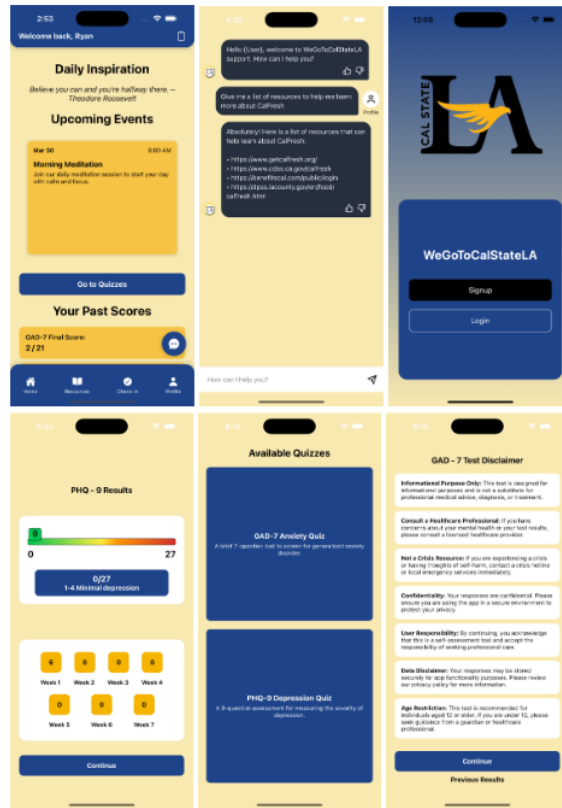 2:53
Welcome back, Ryan
Daily Inspiration
Believe you can and you're halfway there. —
Theodore Roosevelt
Upcoming Events
Mar 30 8:00 AM
Morning Meditation
Join our daily meditation session to start your day
with calm and focus.
Go to Quizzes
Your Past Scores
GAD-7 Final Score:
2/21
Home Resources Check-in Profile
Hello {User}, welcome to WeGoToCalStateLA
support. How can I help you?
Give me a list of resources to help me learn
more about CalFresh
Profile
Absolutely! Here is a list of resources that can
help learn about CalFresh:
• https://www.getcalfresh.org/
• https://www.cdss.ca.gov/calfresh
• https://benefitscal.com/public/login
• https://dpss.lacounty.gov/en/food/
calfresh.html
How can I help you?
12:06
CAL STATE
LA
WeGoToCalStateLA
Signup
Login
PHQ - 9 Results
0
0 27
0/27
1-4 Minimal depression
6 0 0 0
Week 1 Week 2 Week 3 Week 4
0 0 0
Week 5 Week 6 Week 7
Continue
Available Quizzes
GAD-7 Anxiety Quiz
A brief 7-question tool to screen for generalized anxiety
disorder.
PHQ-9 Depression Quiz
A 9-question assessment for measuring the severity of
depression.
GAD - 7 Test Disclaimer
Informational Purpose Only: This test is designed for
informational purposes and is not a substitute for
professional medical advice, diagnosis, or treatment.
Consult a Healthcare Professional: If you have
concerns about your mental health or your test results,
please consult a licensed healthcare provider.
Not a Crisis Resource: If you are experiencing a crisis
or having thoughts of self-harm, contact a crisis hotline
or local emergency services immediately.
Confidentiality: Your responses are confidential. Please
ensure you are using the app in a secure environment to
protect your privacy.
User Responsibility: By continuing, you acknowledge
that this is a self-assessment tool and accept the
responsibility of seeking professional care.
Data Disclaimer: Your responses may be stored
securely for app functionality purposes. Please review
our privacy policy for more information.
Age Restriction: This test is recommended for
individuals aged 12 or older. If you are under 12, please
seek guidance from a guardian or healthcare
professional.
Continue
Previous Results